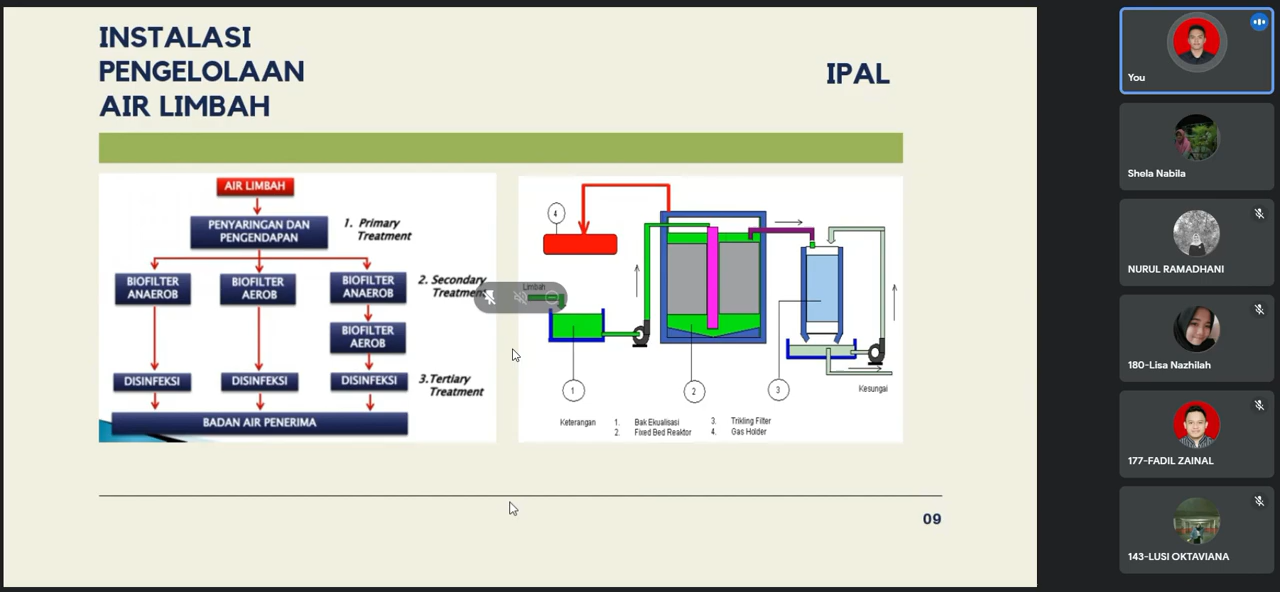 INSTALASI
PENGELOLAAN
AIR LIMBAH
IPAL
AIR LIMBAH
PENYARINGAN DAN
PENGENDAPAN
1. Primary
Treatment
BIOFILTER
ANAEROB
BIOFILTER
AEROB
BIOFILTER
ANAEROB
2. Secondary
Treatment
BIOFILTER
AEROB
DISINFEKSI
DISINFEKSI
DISINFEKSI
3.Tertiary
Treatment
BADAN AIR PENERIMA
4
Limbah
1
2
3
Kesungai
Keterangan
1. Bak Ekualisasi
2. Fixed Bed Reaktor
3. Trikling Filter
4. Gas Holder
09
You
Shela Nabila
NURUL RAMADHANI
180-Lisa Nazhilah
177-FADIL ZAINAL
143-LUSI OKTAVIANA